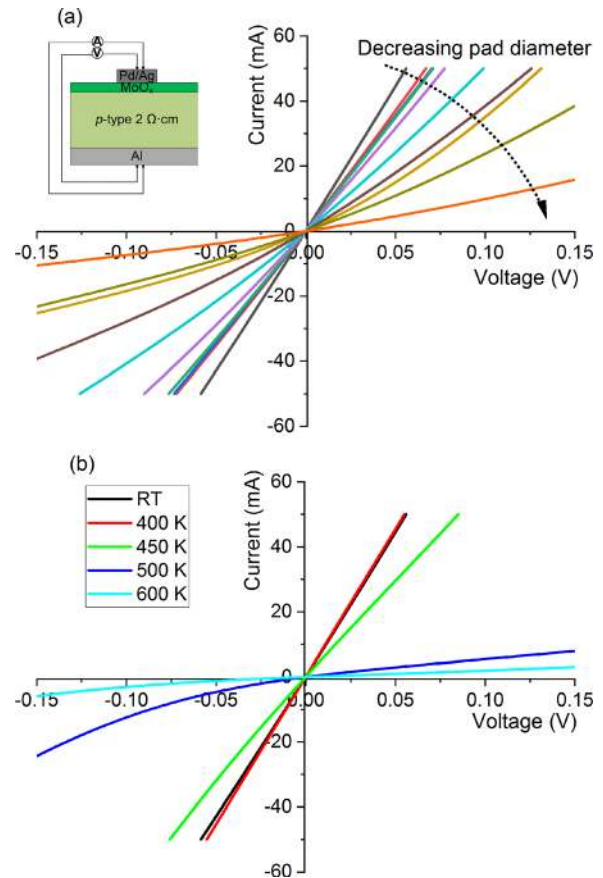 (a)
A
V
Pd/Ag
MoOₓ
p-type 2 Ω·cm
Al
Decreasing pad diameter
Current (mA)
60
40
20
0
-20
-40
-60
-0.15
-0.10
-0.05
0.00
0.05
0.10
0.15
Voltage (V)
(b)
RT
400 K
450 K
500 K
600 K
Current (mA)
60
40
20
0
-20
-40
-60
-0.15
-0.10
-0.05
0.00
0.05
0.10
0.15
Voltage (V)